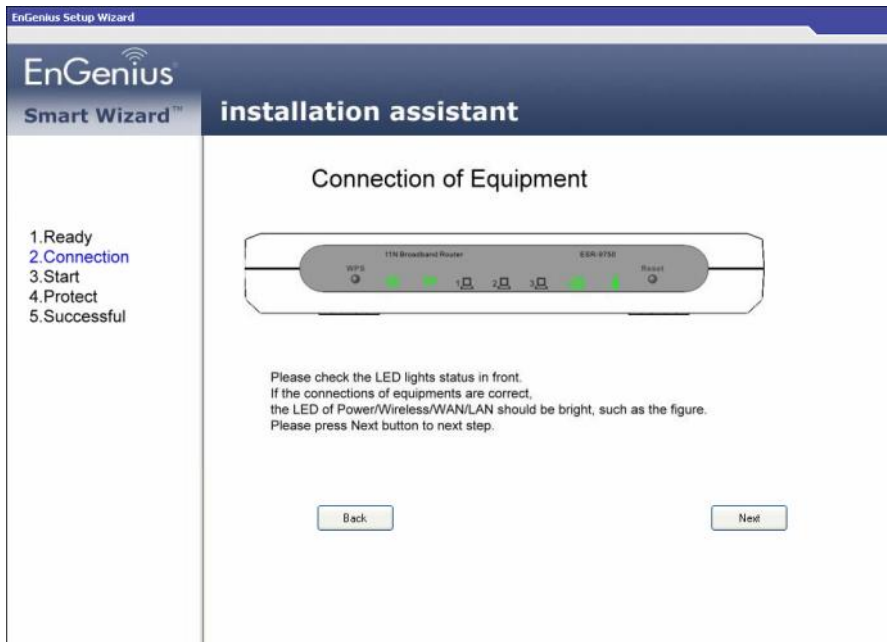 EnGenius Setup Wizard
EnGenius
Smart Wizard™
installation assistant
Connection of Equipment
1.Ready
2.Connection
3.Start
4.Protect
5.Successful
11N Broadband Router
ESR-9750
WPS
1
2
3
Reset
Please check the LED lights status in front.
If the connections of equipments are correct,
the LED of Power/Wireless/WAN/LAN should be bright, such as the figure.
Please press Next button to next step.
Back
Next